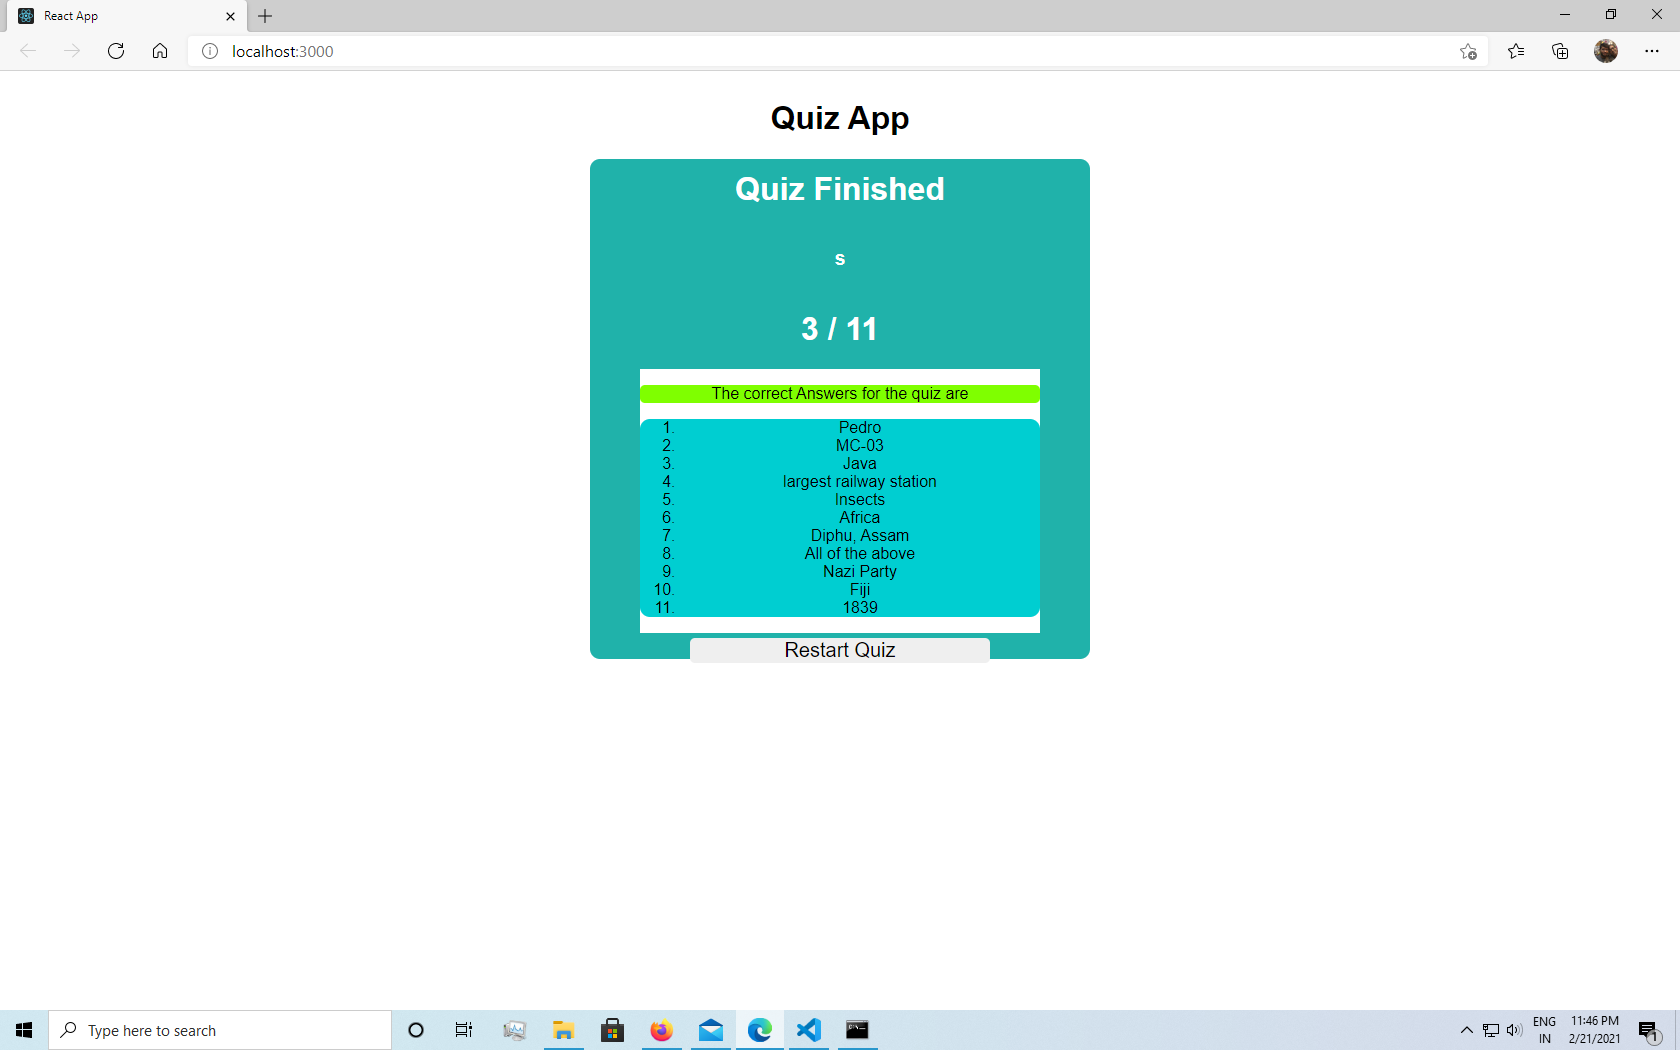 React App
localhost:3000
Quiz App
Quiz Finished
s
3 / 11
The correct Answers for the quiz are
1. Pedro
2. MC-03
3. Java
4. largest railway station
5. Insects
6. Africa
7. Diphu, Assam
8. All of the above
9. Nazi Party
10. Fiji
11. 1839
Restart Quiz
Type here to search
ENG
IN
11:46 PM
2/21/2021
1